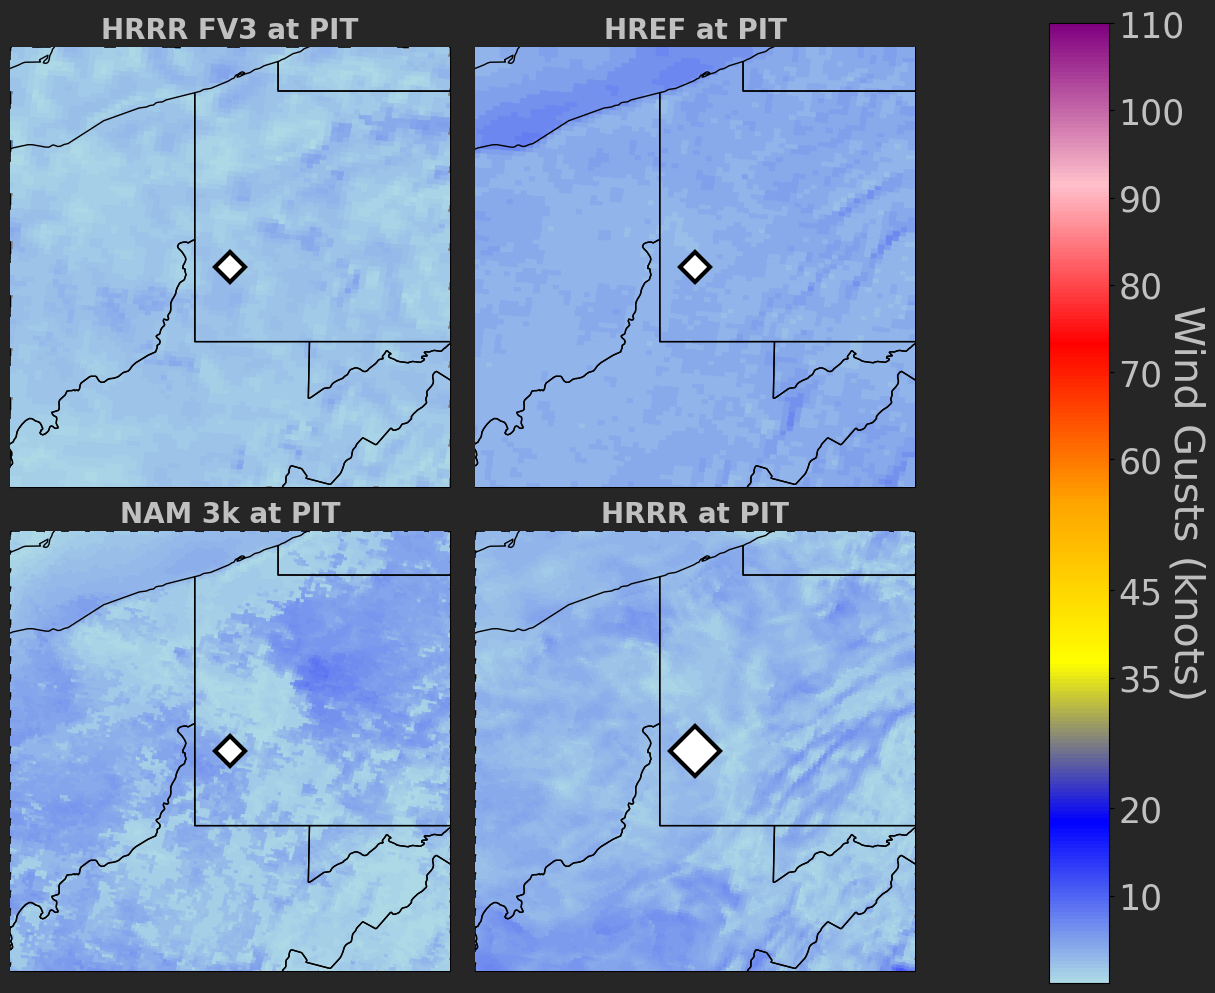 HRRR FV3 at PIT
HREF at PIT
NAM 3k at PIT
HRRR at PIT
110
100
90
80
70
60
45
35
20
10
Wind Gusts (knots)